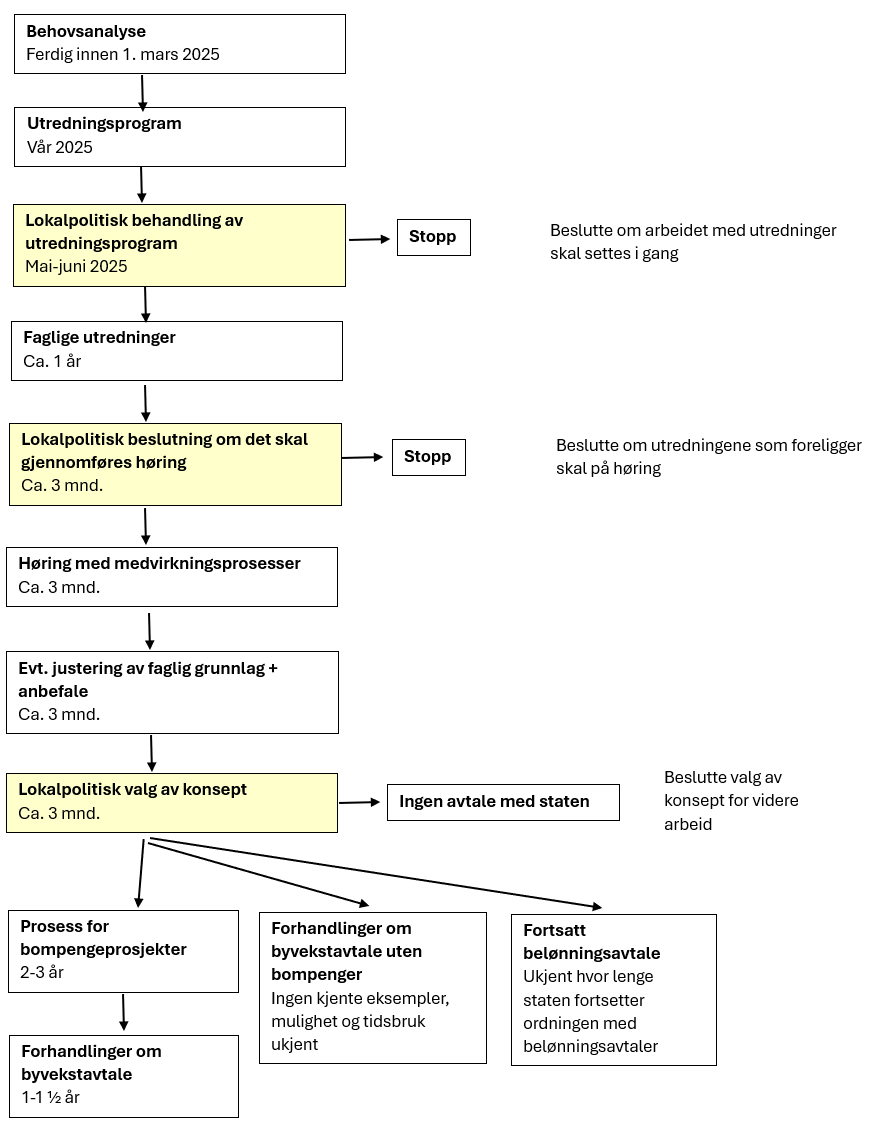 Behovsanalyse
Ferdig innen 1. mars 2025
Utredningsprogram
Vår 2025
Lokalpolitisk behandling av
utredningsprogram
Mai-juni 2025
Stopp
Beslutte om arbeidet med utredninger
skal settes i gang
Faglige utredninger
Ca. 1 år
Lokalpolitisk beslutning om det skal
gjennomføres høring
Ca. 3 mnd.
Stopp
Beslutte om utredningene som foreligger
skal på høring
Høring med medvirkningsprosesser
Ca. 3 mnd.
Evt. justering av faglig grunnlag +
anbefale
Ca. 3 mnd.
Lokalpolitisk valg av konsept
Ca. 3 mnd.
Ingen avtale med staten
Beslutte valg av
konsept for videre
arbeid
Prosess for
bompengeprosjekter
2-3 år
Forhandlinger om
byvekstavtale
1-1 ½ år
Forhandlinger om
byvekstavtale uten
bompenger
Ingen kjente eksempler,
mulighet og tidsbruk
ukjent
Fortsatt
belønningsavtale
Ukjent hvor lenge
staten fortsetter
ordningen med
belønningsavtaler